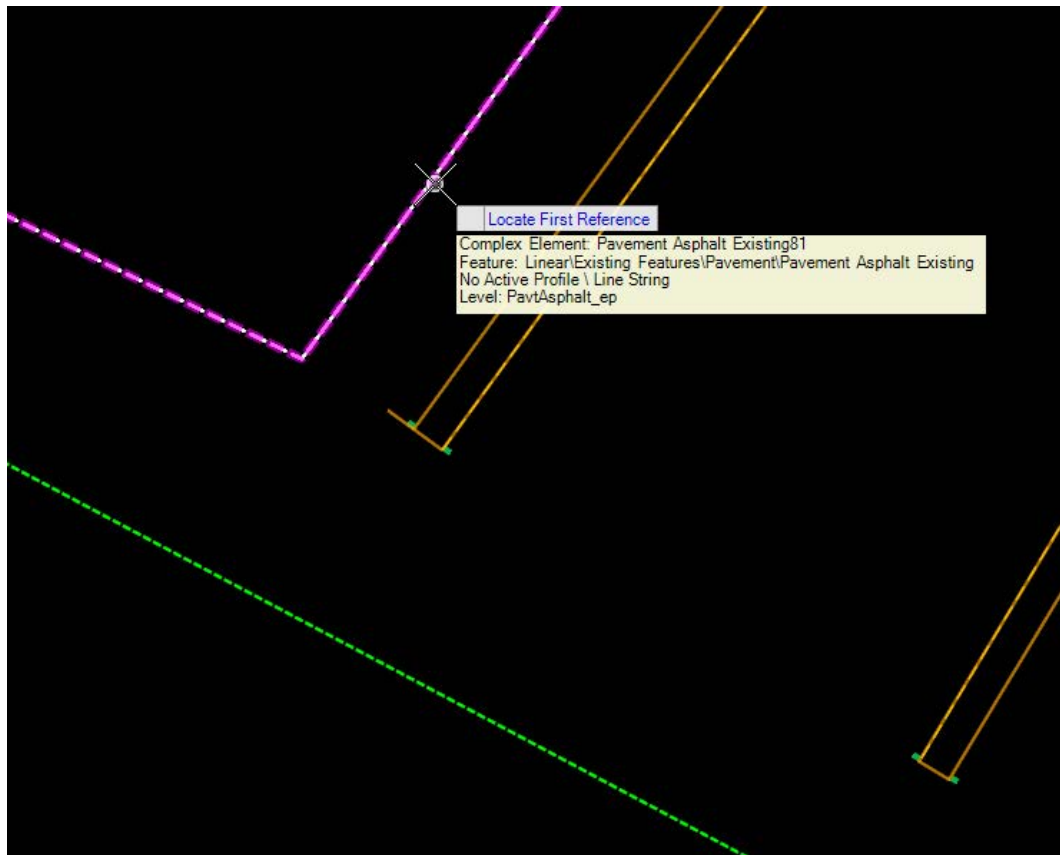 Locate First Reference
Complex Element: Pavement Asphalt Existing81
Feature: Linear\Existing Features\Pavement\Pavement Asphalt Existing
No Active Profile \ Line String
Level: PavtAsphalt_ep